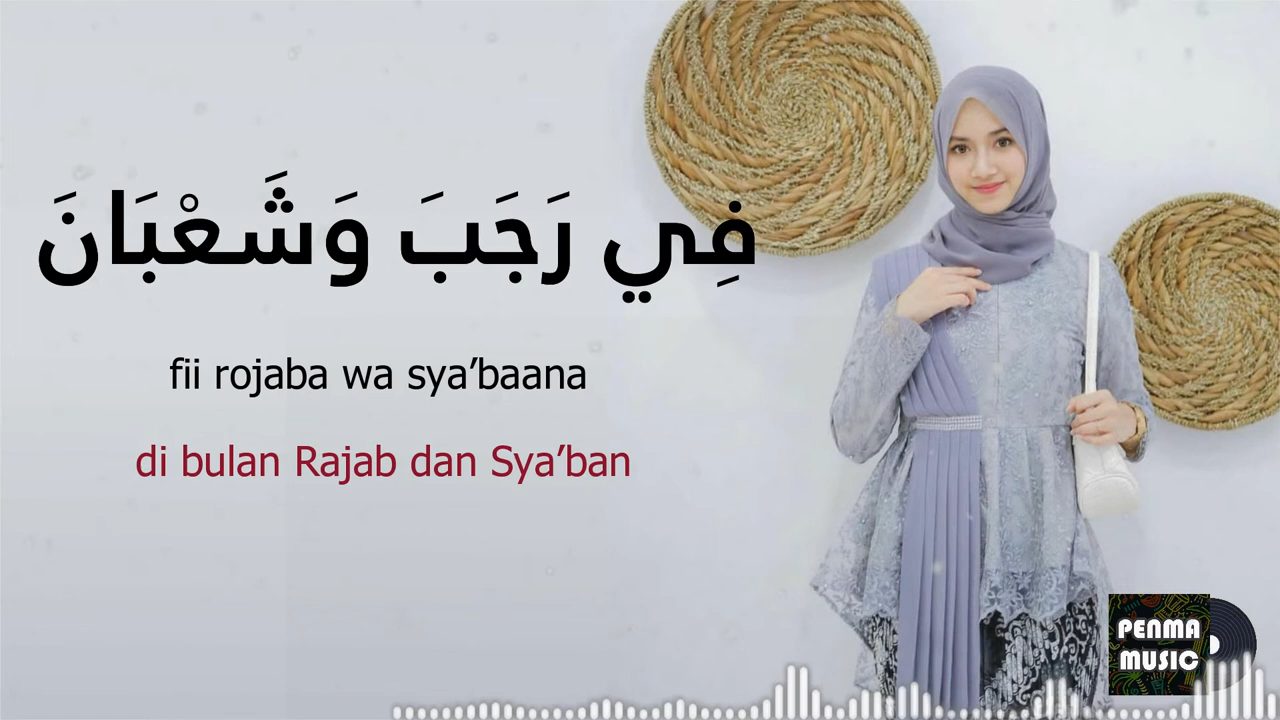 فِي رَجَبَ وَشَعْبَانَ
fii rojaba wa sya’baana
di bulan Rajab dan Sya’ban
PENMA
MUSIC